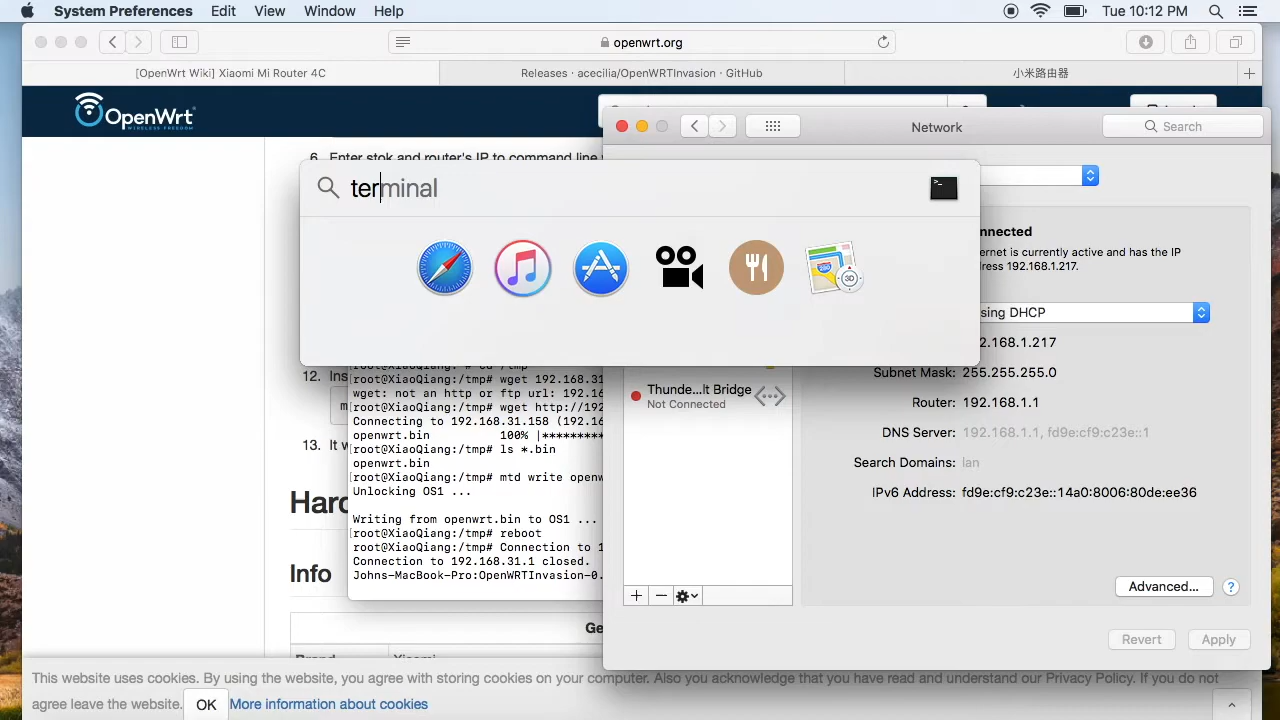 System Preferences Edit View Window Help Tue 10:12 PM
openwrt.org
[OpenWrt Wiki] Xiaomi Mi Router 4C
Releases · acecilia/OpenWRTInvasion · GitHub
小米路由器
OpenWrt
WIRELESS FREEDOM
Network
Search
6. Enter stok and router's IP to command line
terminal
3D
nnected
ernet is currently active and has the IP
dress 192.168.1.217.
sing DHCP
2.168.1.217
Subnet Mask: 255.255.255.0
Router: 192.168.1.1
DNS Server: 192.168.1.1, fd9e:cf9:c23e::1
Search Domains: lan
IPv6 Address: fd9e:cf9:c23e::14a0:8006:80de:ee36
Thunde...lt Bridge
Not Connected
Advanced...
?
Revert
Apply
12. Ins
m
13. It w
[root@XiaoQiang:/tmp# wget 192.168.31
wget: not an http or ftp url: 192.16
[root@XiaoQiang:/tmp# wget http://192
Connecting to 192.168.31.158 (192.16
openwrt.bin 100% |*********
[root@XiaoQiang:/tmp# ls *.bin
openwrt.bin
[root@XiaoQiang:/tmp# mtd write openw
Unlocking OS1 ...
Writing from openwrt.bin to OS1 ...
[root@XiaoQiang:/tmp# reboot
root@XiaoQiang:/tmp# Connection to 1
Connection to 192.168.31.1 closed.
Johns-MacBook-Pro:OpenWRTInvasion-0.
Hard
Info
Ge
This website uses cookies. By using the website, you agree with storing cookies on your computer. Also you acknowledge that you have read and understand our Privacy Policy. If you do not
agree leave the website. OK More information about cookies